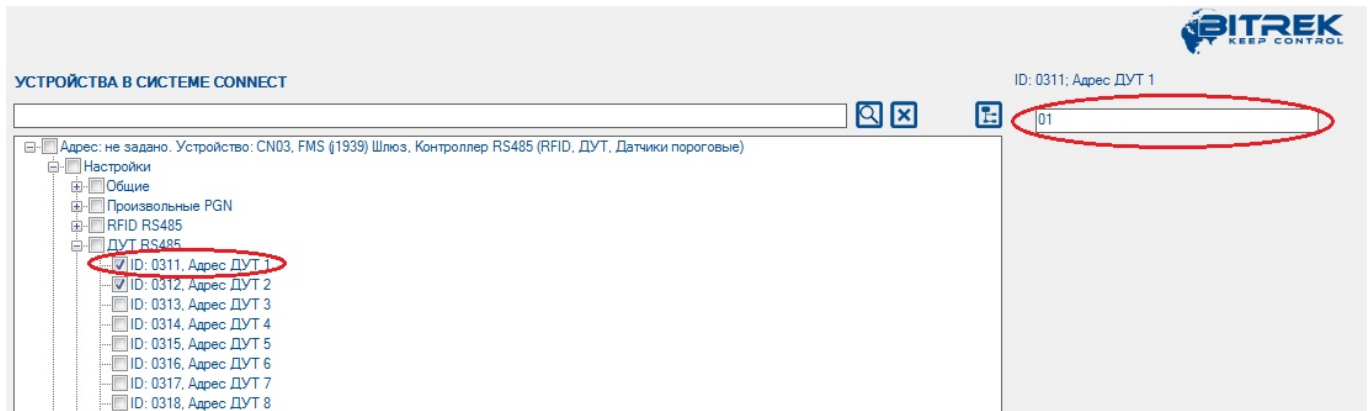 BITREK
KEEP CONTROL
УСТРОЙСТВА В СИСТЕМЕ CONNECT
ID: 0311; Адрес ДУТ 1
01
Адрес: не задано. Устройство: CN03, FMS (j1939) Шлюз, Контроллер RS485 (RFID, ДУТ, Датчики пороговые)
Настройки
Общие
Произвольные PGN
RFID RS485
ДУТ RS485
ID: 0311, Адрес ДУТ 1
ID: 0312, Адрес ДУТ 2
ID: 0313, Адрес ДУТ 3
ID: 0314, Адрес ДУТ 4
ID: 0315, Адрес ДУТ 5
ID: 0316, Адрес ДУТ 6
ID: 0317, Адрес ДУТ 7
ID: 0318, Адрес ДУТ 8